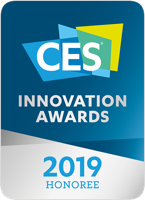 CES
INNOVATION
AWARDS
2019
HONOREE